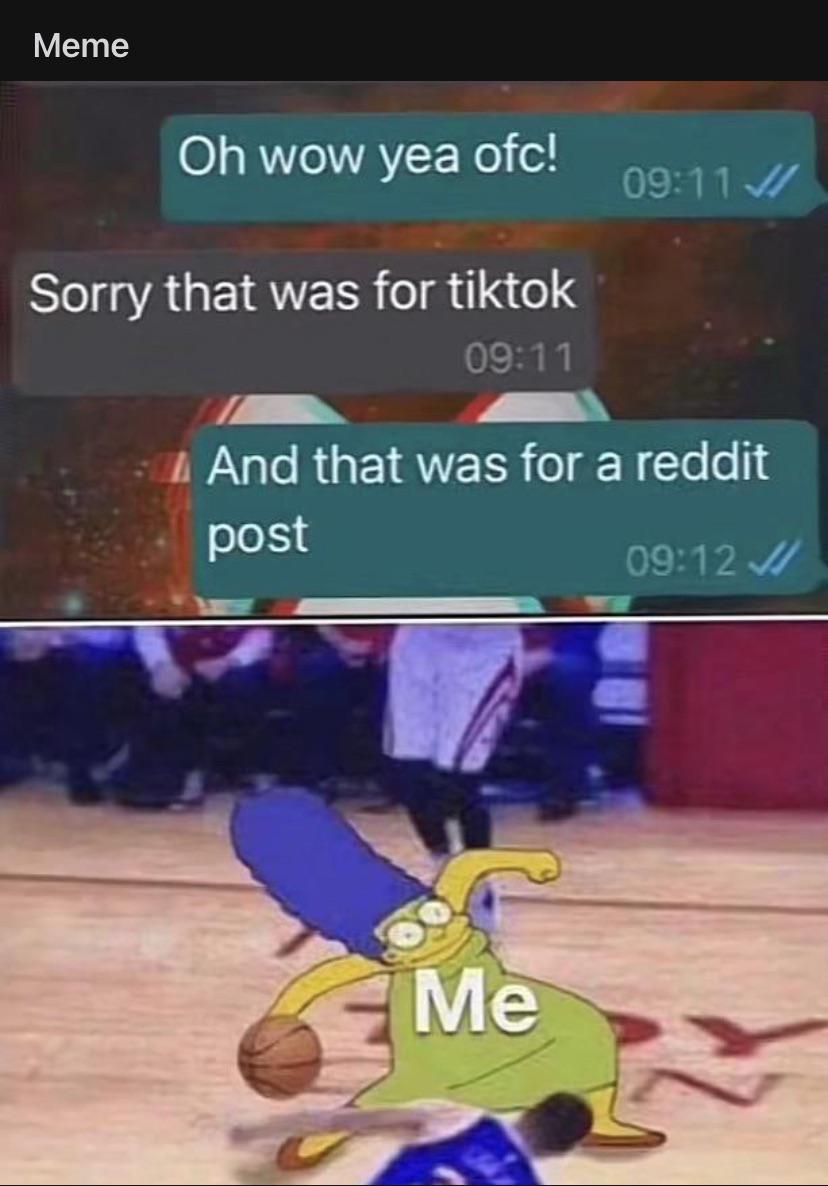 Meme
Oh wow yea ofc!
09:11
Sorry that was for tiktok
09:11
And that was for a reddit
post
09:12
Me